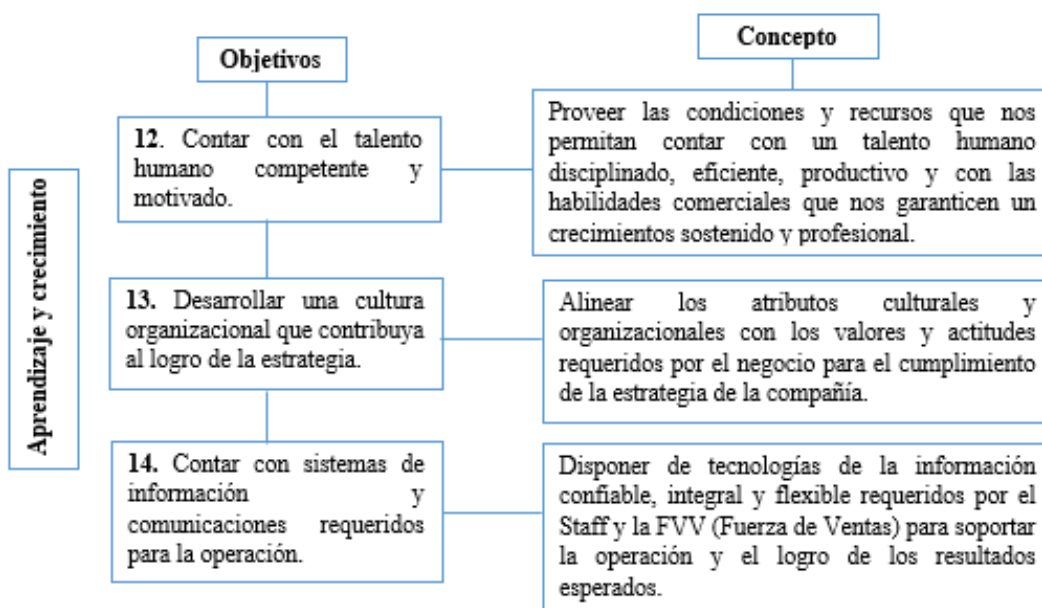 Objetivos
Concepto
Aprendizaje y crecimiento
12. Contar con el talento
humano competente y
motivado.
Proveer las condiciones y recursos que nos
permitan contar con un talento humano
disciplinado, eficiente, productivo y con las
habilidades comerciales que nos garanticen un
crecimientos sostenido y profesional.
13. Desarrollar una cultura
organizacional que contribuya
al logro de la estrategia.
Alinear los atributos culturales y
organizacionales con los valores y actitudes
requeridos por el negocio para el cumplimiento
de la estrategia de la compañía.
14. Contar con sistemas de
información y
comunicaciones requeridos
para la operación.
Disponer de tecnologías de la información
confiable, integral y flexible requeridos por el
Staff y la FVV (Fuerza de Ventas) para soportar
la operación y el logro de los resultados
esperados.